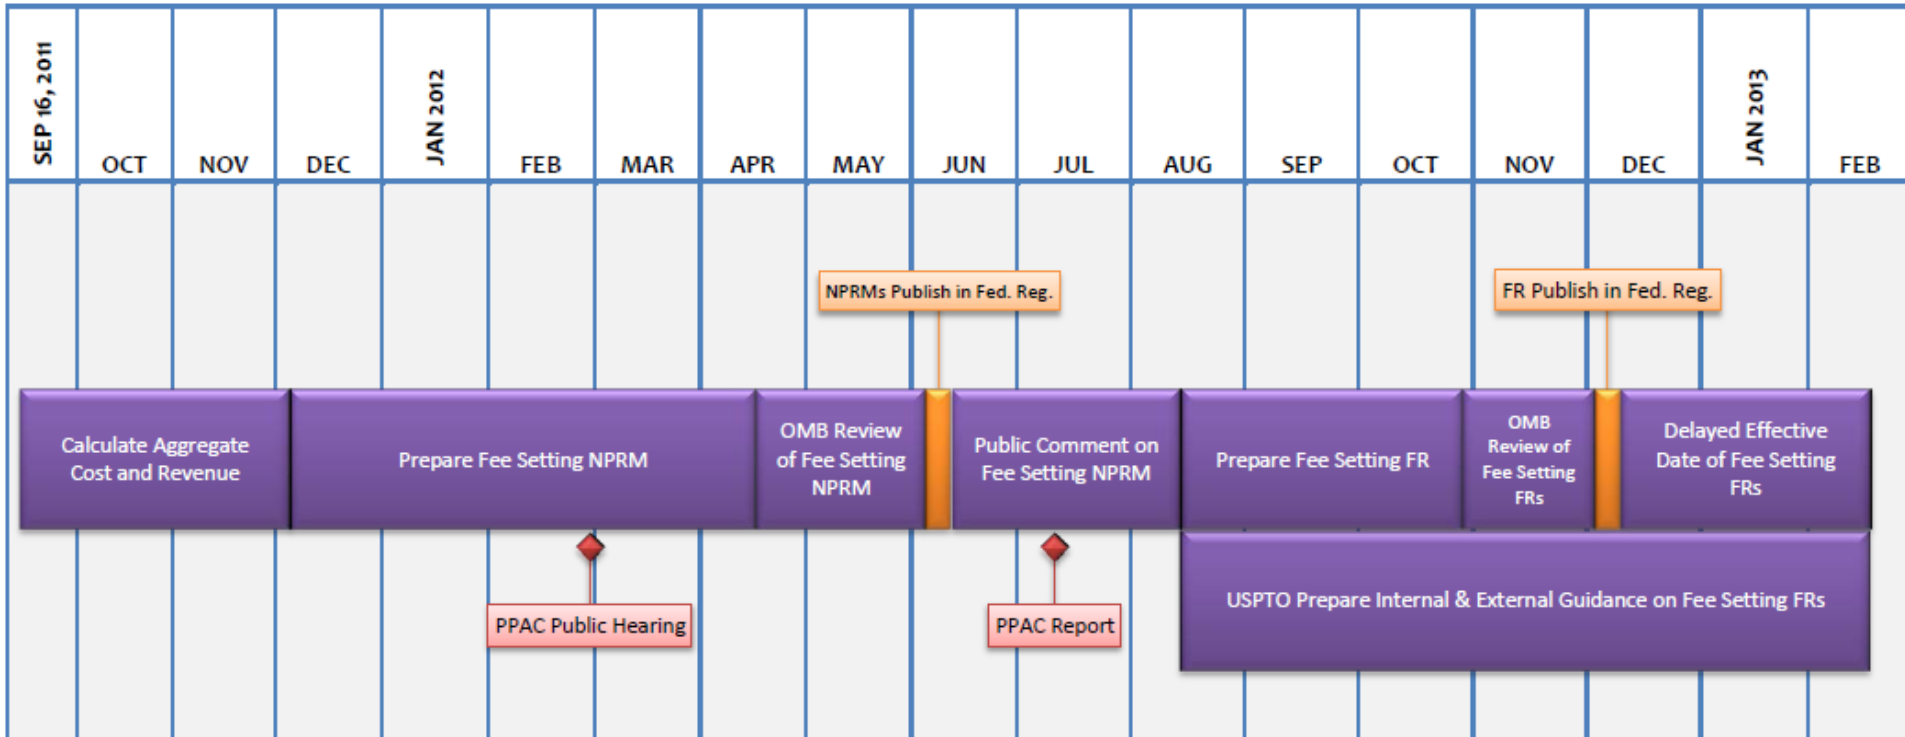 SEP 16, 2011
OCT
NOV
DEC
JAN 2012
FEB
MAR
APR
MAY
JUN
JUL
AUG
SEP
OCT
NOV
DEC
JAN 2013
FEB
NPRMs Publish in Fed. Reg.
FR Publish in Fed. Reg.
Calculate Aggregate
Cost and Revenue
Prepare Fee Setting NPRM
OMB Review
of Fee Setting
NPRM
Public Comment on
Fee Setting NPRM
Prepare Fee Setting FR
OMB
Review of
Fee Setting
FRs
Delayed Effective
Date of Fee Setting
FRs
PPAC Public Hearing
PPAC Report
USPTO Prepare Internal & External Guidance on Fee Setting FRs